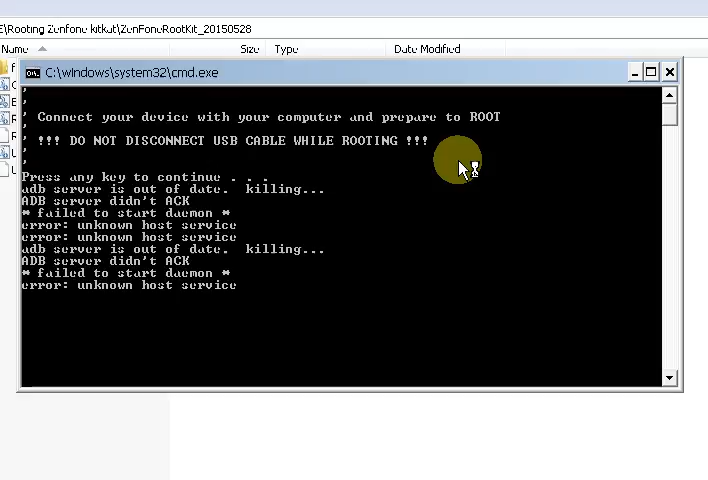 E\Rooting Zenfone kitkat\ZenFoneRootKit_20150528
Name Size Type Date Modified
C:\windows\system32\cmd.exe
' Connect your device with your computer and prepare to ROOT
' !!! DO NOT DISCONNECT USB CABLE WHILE ROOTING !!!
Press any key to continue . . .
adb server is out of date.  killing...
ADB server didn't ACK
* failed to start daemon *
error: unknown host service
error: unknown host service
adb server is out of date.  killing...
ADB server didn't ACK
* failed to start daemon *
error: unknown host service